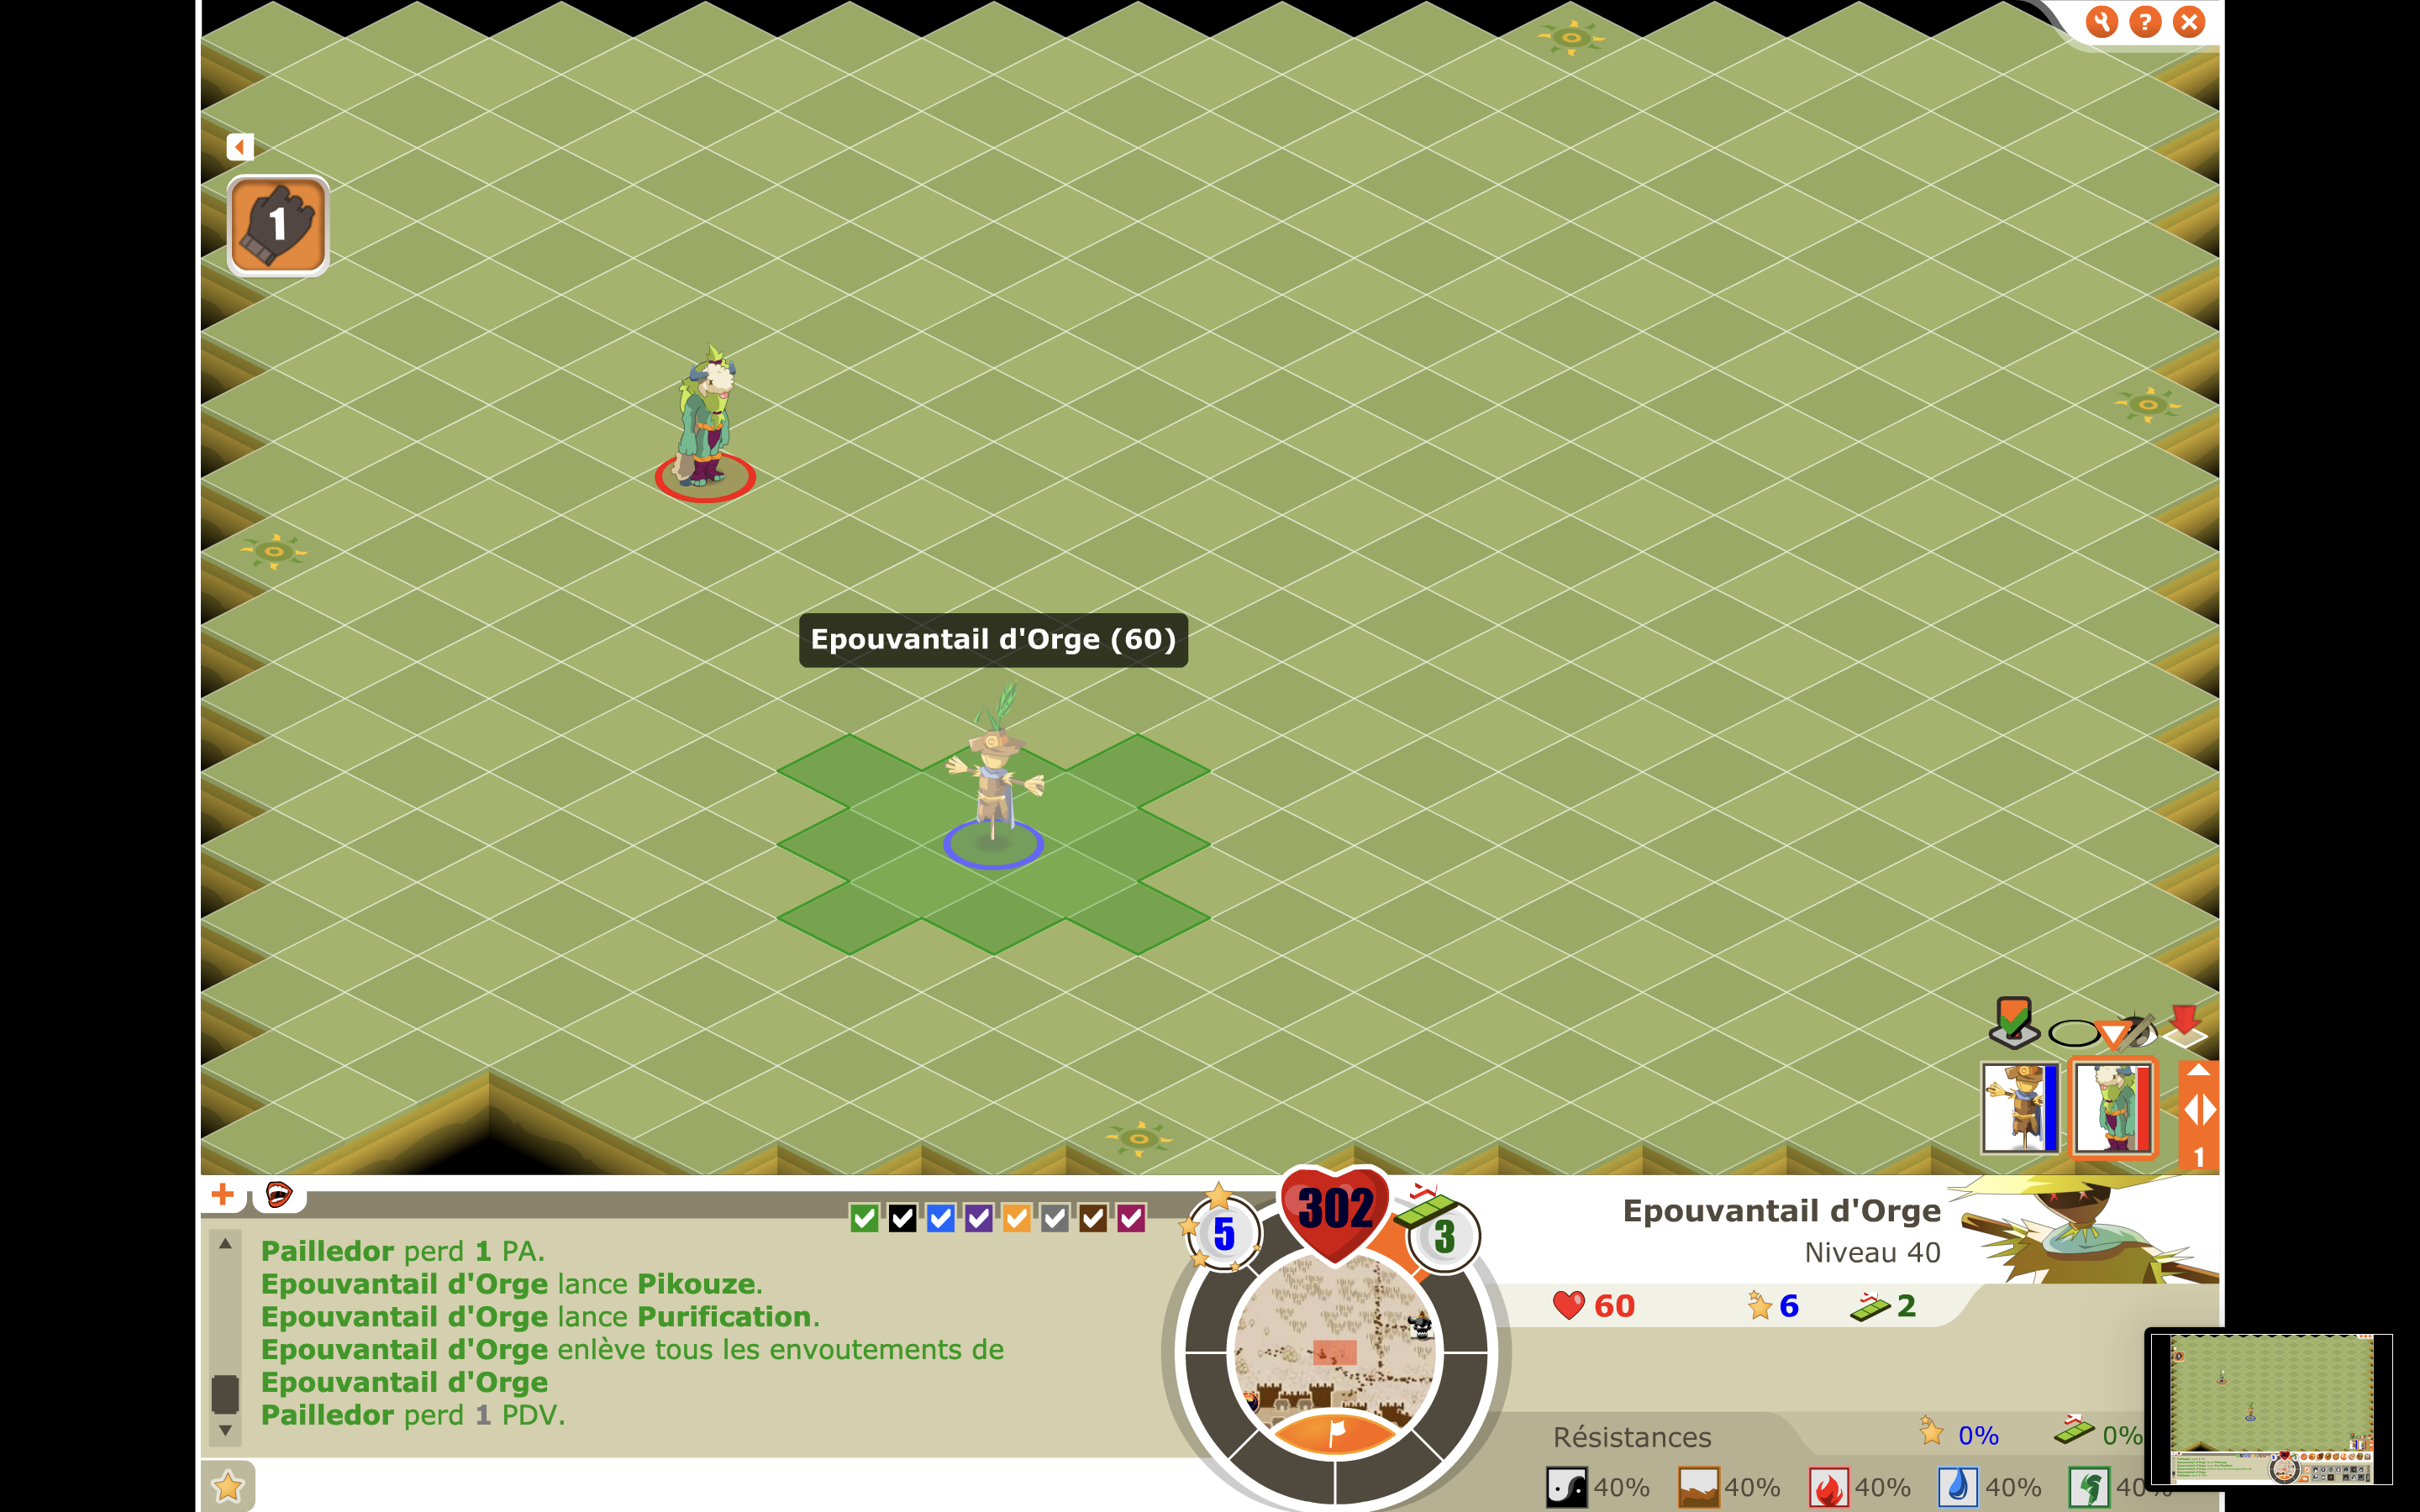 ?
1
Epouvantail d'Orge (60)
1
302
5
3
Epouvantail d'Orge
Niveau 40
60
6
2
Pailledor perd 1 PA.
Epouvantail d'Orge lance Pikouze.
Epouvantail d'Orge lance Purification.
Epouvantail d'Orge enlève tous les envoutements de
Epouvantail d'Orge
Pailledor perd 1 PDV.
Résistances
0%
0%
40%
40%
40%
40%
40%